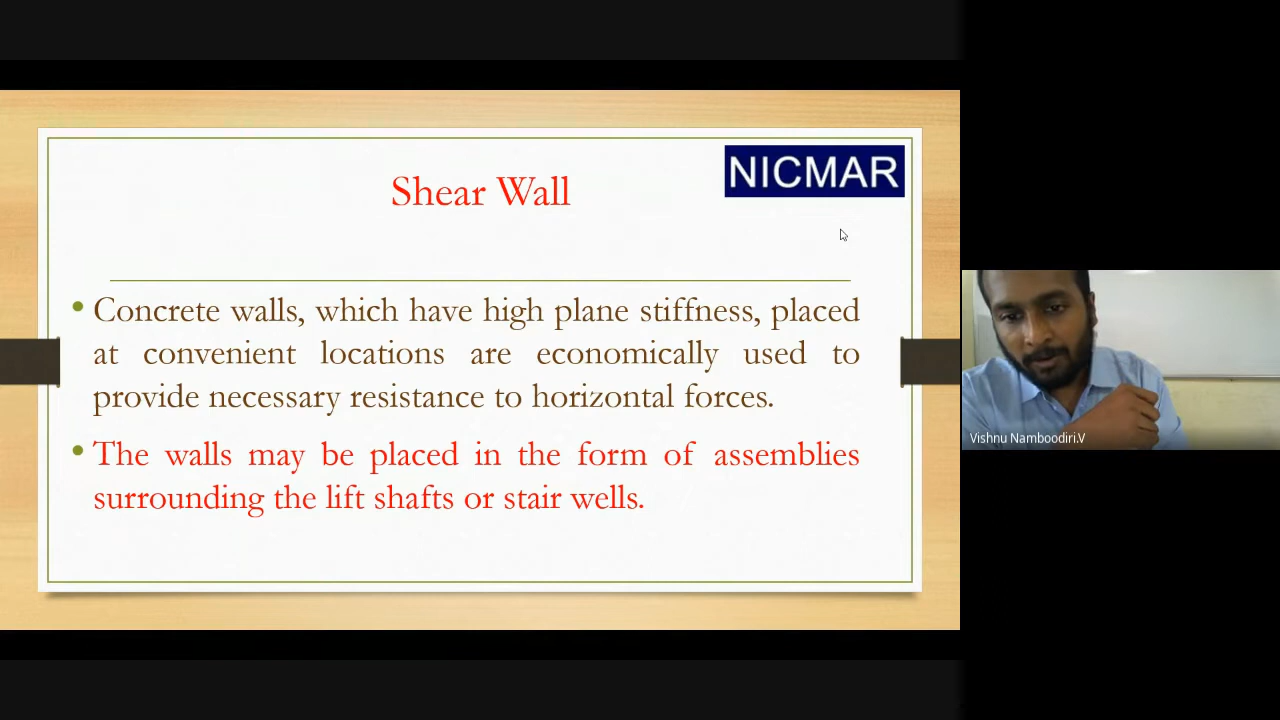 NICMAR
Shear Wall
• Concrete walls, which have high plane stiffness, placed
at convenient locations are economically used to
provide necessary resistance to horizontal forces.
• The walls may be placed in the form of assemblies
surrounding the lift shafts or stair wells.
Vishnu Namboodiri.V